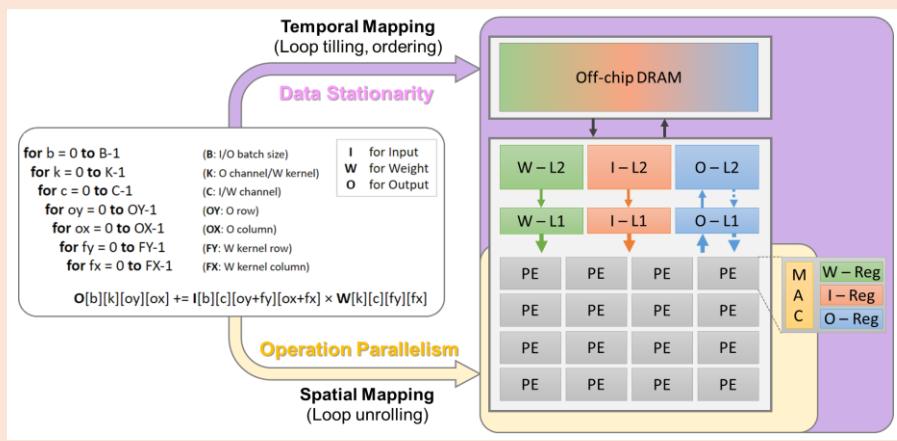 Temporal Mapping
(Loop tilling, ordering)
Data Stationarity
Off-chip DRAM
for b = 0 to B-1 (B: I/O batch size)
for k = 0 to K-1 (K: O channel/W kernel)
for c = 0 to C-1 (C: I/W channel)
for oy = 0 to OY-1 (OY: O row)
for ox = 0 to OX-1 (OX: O column)
for fy = 0 to FY-1 (FY: W kernel row)
for fx = 0 to FX-1 (FX: W kernel column)
O[b][k][oy][ox] += I[b][c][oy+fy][ox+fx] × W[k][c][fy][fx]
I for Input
W for Weight
O for Output
W – L2 I – L2 O – L2
W – L1 I – L1 O – L1
PE PE PE PE
PE PE PE PE
PE PE PE PE
PE PE PE PE
M
A
C
W – Reg
I – Reg
O – Reg
Operation Parallelism
Spatial Mapping
(Loop unrolling)